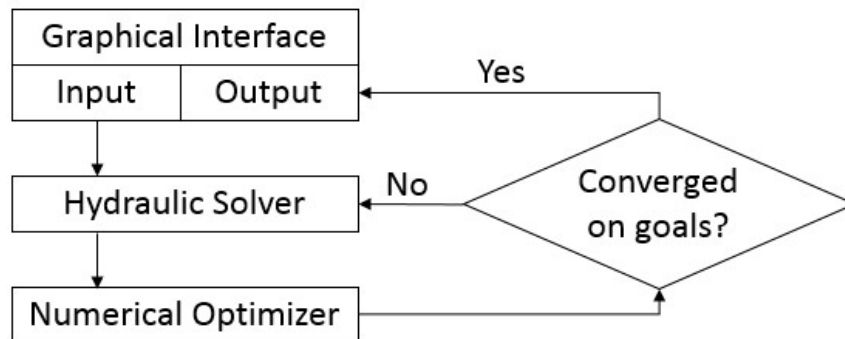 Graphical Interface
Input
Output
Yes
No
Hydraulic Solver
Converged
on goals?
Numerical Optimizer